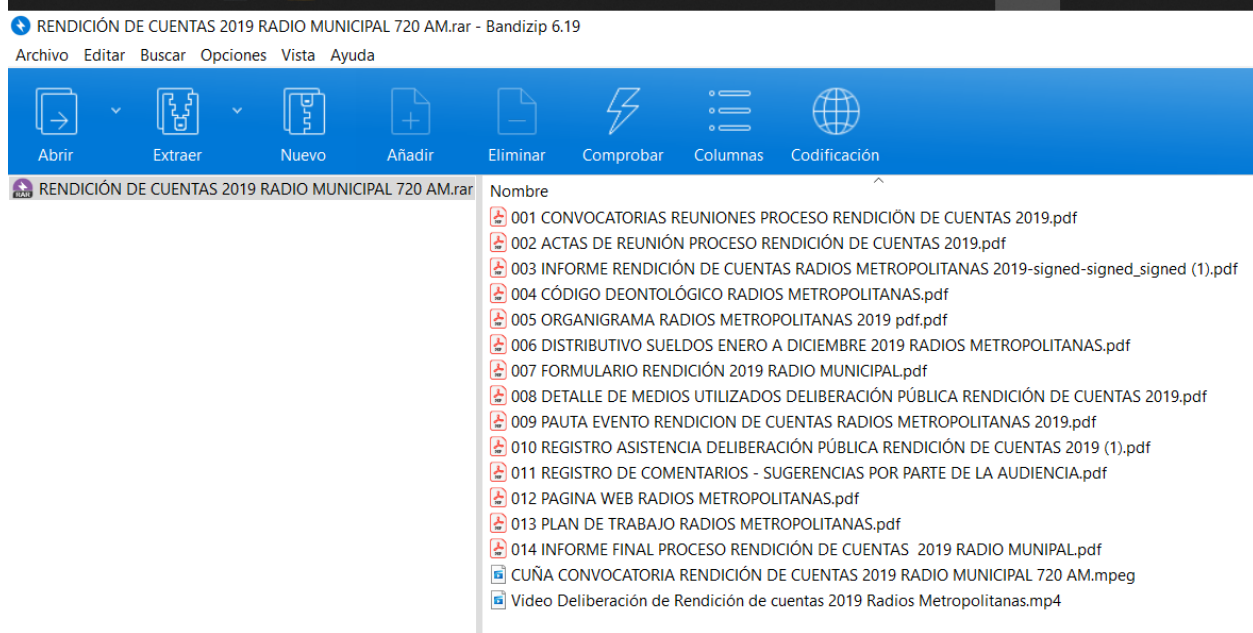 RENDICIÓN DE CUENTAS 2019 RADIO MUNICIPAL 720 AM.rar - Bandizip 6.19
Archivo Editar Buscar Opciones Vista Ayuda
Abrir Extraer Nuevo Añadir Eliminar Comprobar Columnas Codificación
RENDICIÓN DE CUENTAS 2019 RADIO MUNICIPAL 720 AM.rar
Nombre
001 CONVOCATORIAS REUNIONES PROCESO RENDICIÖN DE CUENTAS 2019.pdf
002 ACTAS DE REUNIÓN PROCESO RENDICIÓN DE CUENTAS 2019.pdf
003 INFORME RENDICIÓN DE CUENTAS RADIOS METROPOLITANAS 2019-signed-signed_signed (1).pdf
004 CÓDIGO DEONTOLÓGICO RADIOS METROPOLITANAS.pdf
005 ORGANIGRAMA RADIOS METROPOLITANAS 2019 pdf.pdf
006 DISTRIBUTIVO SUELDOS ENERO A DICIEMBRE 2019 RADIOS METROPOLITANAS.pdf
007 FORMULARIO RENDICIÓN 2019 RADIO MUNICIPAL.pdf
008 DETALLE DE MEDIOS UTILIZADOS DELIBERACIÓN PÚBLICA RENDICIÓN DE CUENTAS 2019.pdf
009 PAUTA EVENTO RENDICION DE CUENTAS RADIOS METROPOLITANAS 2019.pdf
010 REGISTRO ASISTENCIA DELIBERACIÓN PÚBLICA RENDICIÓN DE CUENTAS 2019 (1).pdf
011 REGISTRO DE COMENTARIOS - SUGERENCIAS POR PARTE DE LA AUDIENCIA.pdf
012 PAGINA WEB RADIOS METROPOLITANAS.pdf
013 PLAN DE TRABAJO RADIOS METROPOLITANAS.pdf
014 INFORME FINAL PROCESO RENDICIÓN DE CUENTAS  2019 RADIO MUNIPAL.pdf
CUÑA CONVOCATORIA RENDICIÓN DE CUENTAS 2019 RADIO MUNICIPAL 720 AM.mpeg
Video Deliberación de Rendición de cuentas 2019 Radios Metropolitanas.mp4